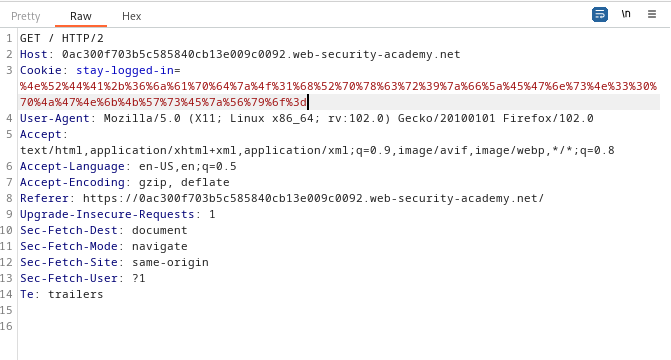 Pretty Raw Hex \n
1 GET / HTTP/2
2 Host: 0ac300f703b5c585840cb13e009c0092.web-security-academy.net
3 Cookie: stay-logged-in=
%4e%52%44%41%2b%36%6a%61%70%64%7a%4f%31%68%52%70%78%63%72%39%7a%66%5a%45%47%6e%73%4e%33%30%
70%4a%47%4e%6b%4b%57%73%45%7a%56%79%6f%3d
4 User-Agent: Mozilla/5.0 (X11; Linux x86_64; rv:102.0) Gecko/20100101 Firefox/102.0
5 Accept:
text/html,application/xhtml+xml,application/xml;q=0.9,image/avif,image/webp,*/*;q=0.8
6 Accept-Language: en-US,en;q=0.5
7 Accept-Encoding: gzip, deflate
8 Referer: https://0ac300f703b5c585840cb13e009c0092.web-security-academy.net/
9 Upgrade-Insecure-Requests: 1
10 Sec-Fetch-Dest: document
11 Sec-Fetch-Mode: navigate
12 Sec-Fetch-Site: same-origin
13 Sec-Fetch-User: ?1
14 Te: trailers
15
16